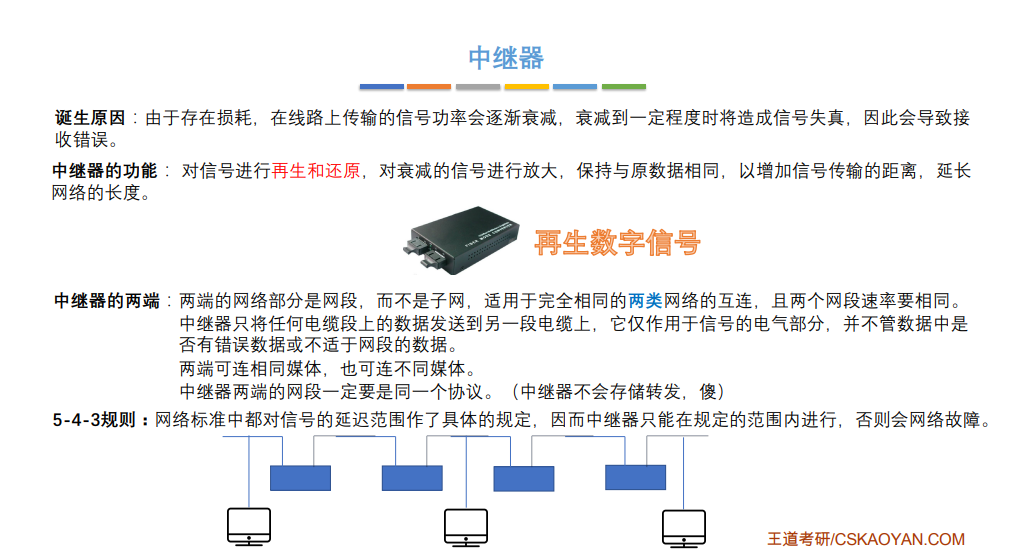 中继器
诞生原因：由于存在损耗，在线路上传输的信号功率会逐渐衰减，衰减到一定程度时将造成信号失真，因此会导致接
收错误。
中继器的功能： 对信号进行再生和还原，对衰减的信号进行放大，保持与原数据相同，以增加信号传输的距离，延长
网络的长度。
再生数字信号
中继器的两端：两端的网络部分是网段，而不是子网，适用于完全相同的两类网络的互连，且两个网段速率要相同。
中继器只将任何电缆段上的数据发送到另一段电缆上，它仅作用于信号的电气部分，并不管数据中是
否有错误数据或不适于网段的数据。
两端可连相同媒体，也可连不同媒体。
中继器两端的网段一定要是同一个协议。（中继器不会存储转发，傻）
5-4-3规则：网络标准中都对信号的延迟范围作了具体的规定，因而中继器只能在规定的范围内进行，否则会网络故障。
王道考研/CSKAOYAN.COM